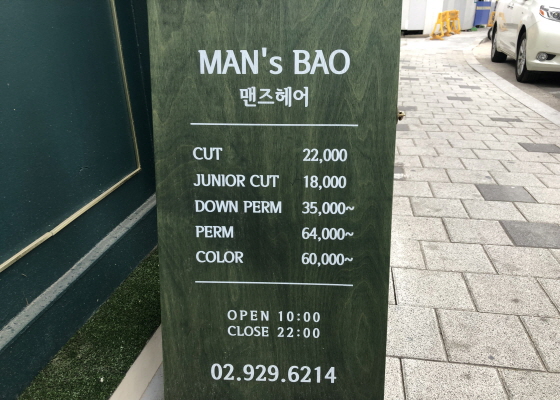 MAN's BAO
맨즈헤어
CUT 22,000
JUNIOR CUT 18,000
DOWN PERM 35,000~
PERM 64,000~
COLOR 60,000~
OPEN 10:00
CLOSE 22:00
02.929.6214